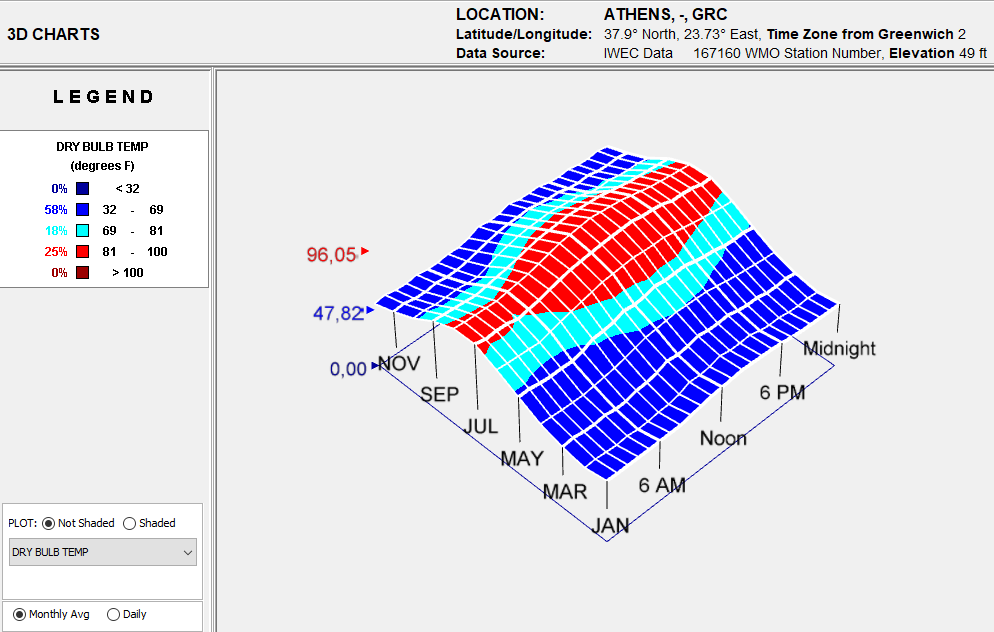 3D CHARTS
LOCATION: ATHENS, -, GRC
Latitude/Longitude: 37.9° North, 23.73° East, Time Zone from Greenwich 2
Data Source: IWEC Data 167160 WMO Station Number, Elevation 49 ft
LEGEND
DRY BULB TEMP
(degrees F)
0% < 32
58% 32 - 69
18% 69 - 81
25% 81 - 100
0% > 100
PLOT: Not Shaded Shaded
DRY BULB TEMP
Monthly Avg Daily
96,05
47,82
0,00
NOV
SEP
JUL
MAY
MAR
JAN
6 AM
Noon
6 PM
Midnight